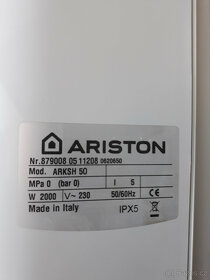 ARISTON
Nr. 879008 05 11208 0620650
Mod. ARKSH 50
MPa 0 (bar 0) l 5
W 2000 V~ 230 50/60Hz CE
Made in Italy IPX5